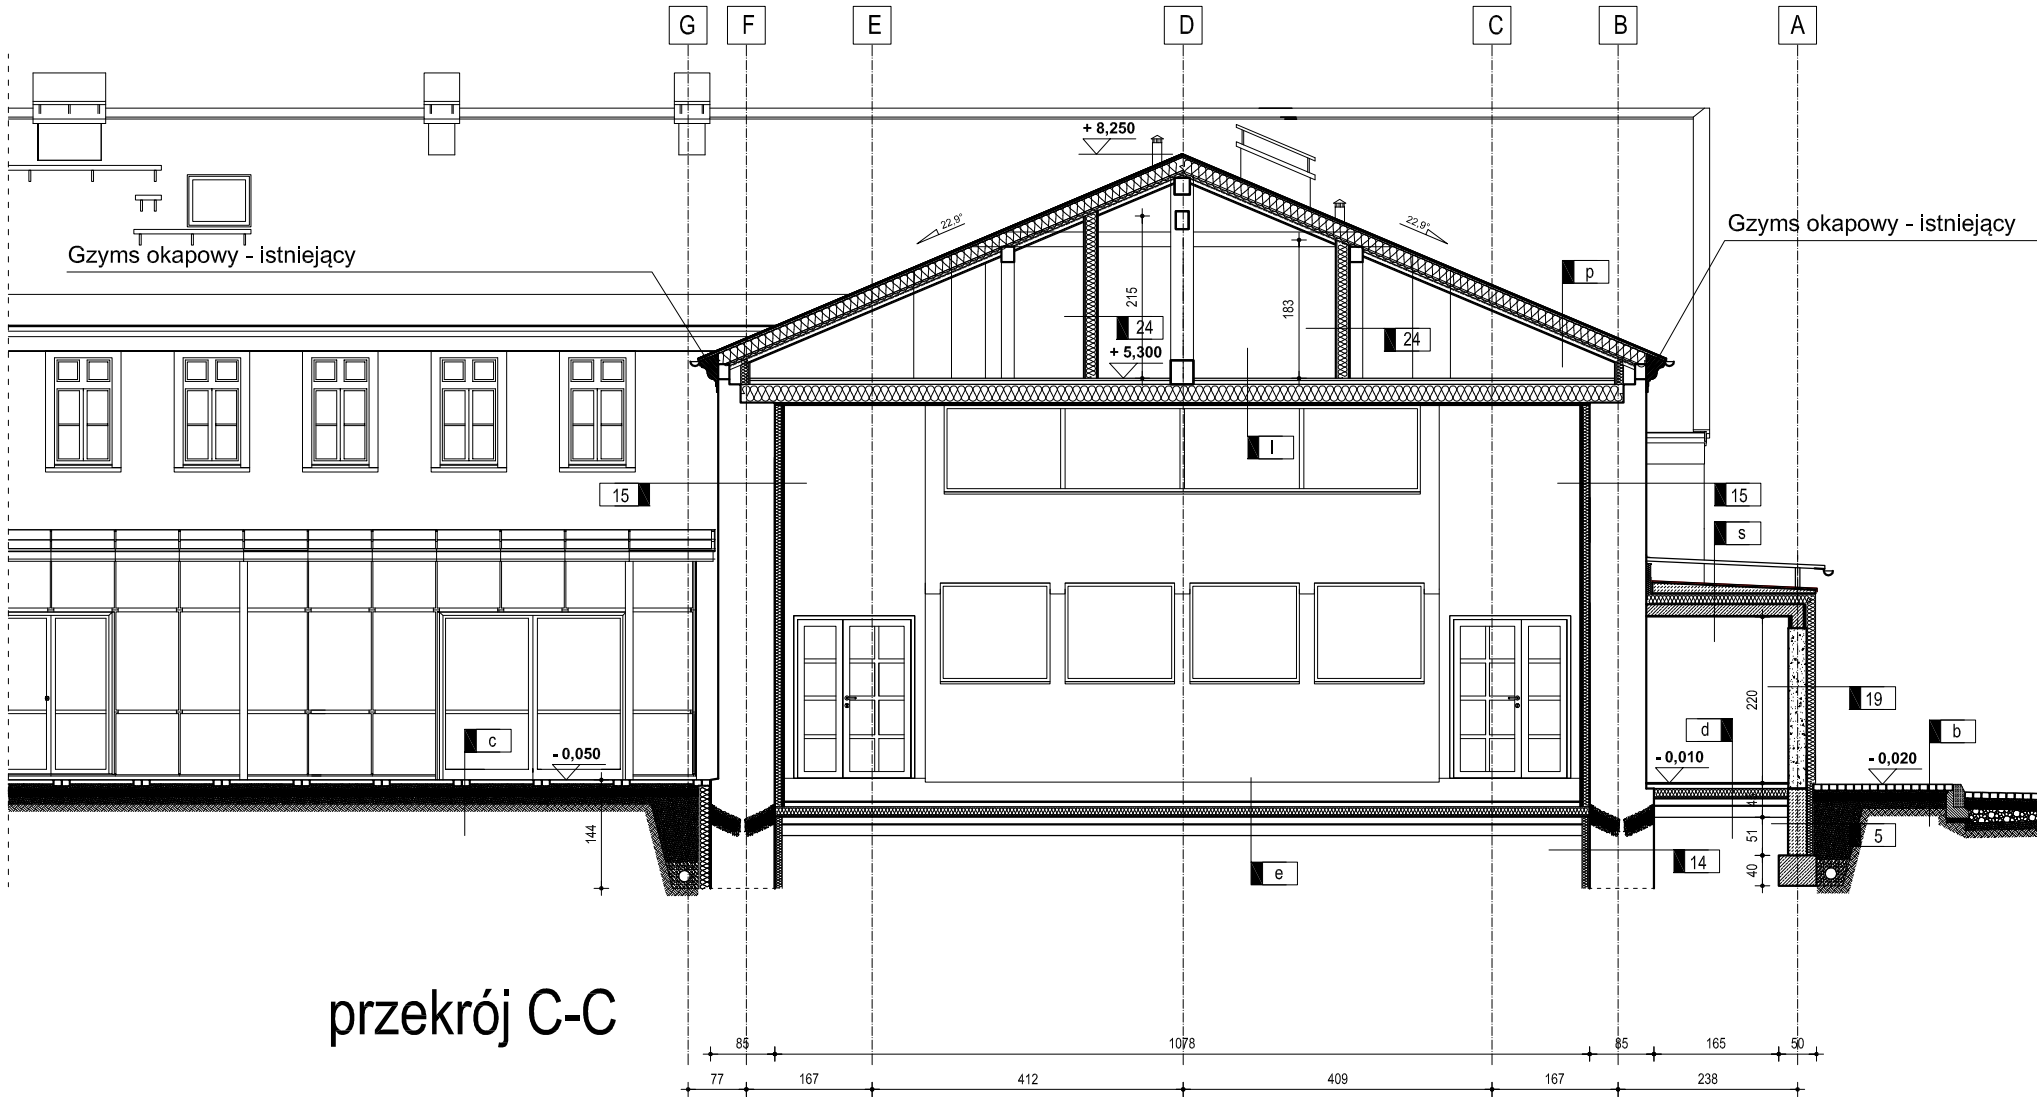 G F E D C B A
+ 8,250
22,9° 22,9°
Gzyms okapowy - istniejący
Gzyms okapowy - istniejący
p
215
183
24
24
+ 5,300
l
15
15
s
220
19
c
d
b
- 0,050
- 0,010
- 0,020
144
51
5
14
40
e
przekrój C-C
85 1078 85 165 50
77 167 412 409 167 238